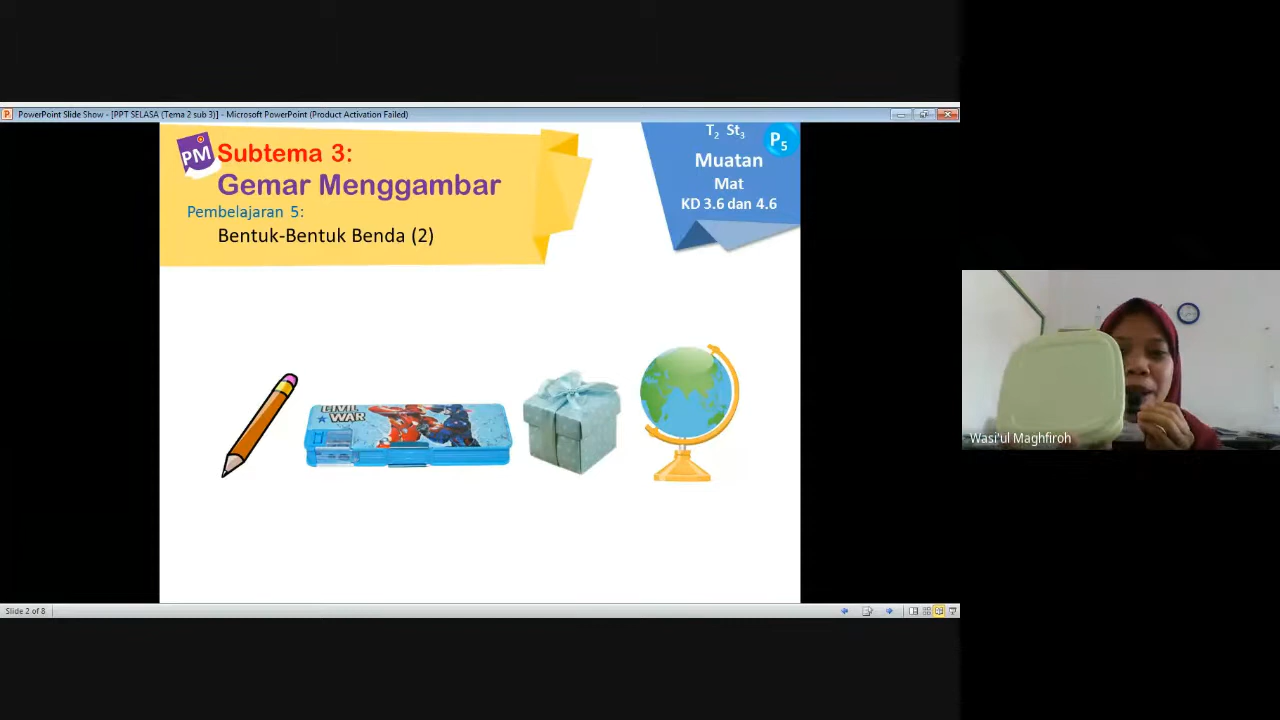 PowerPoint Slide Show - [PPT SELASA (Tema 2 sub 3)] - Microsoft PowerPoint (Product Activation Failed)
PM
Subtema 3:
Gemar Menggambar
Pembelajaran 5:
Bentuk-Bentuk Benda (2)
T2 St3
P5
Muatan
Mat
KD 3.6 dan 4.6
CIVIL
WAR
Wasi'ul Maghfiroh
Slide 2 of 8